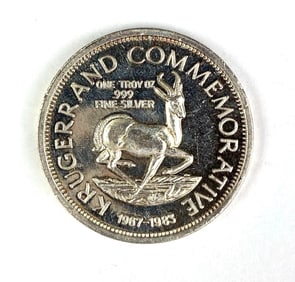 KRUGERRAND COMMEMORATIVE
ONE TROY OZ
999
FINE SILVER
1967-1983